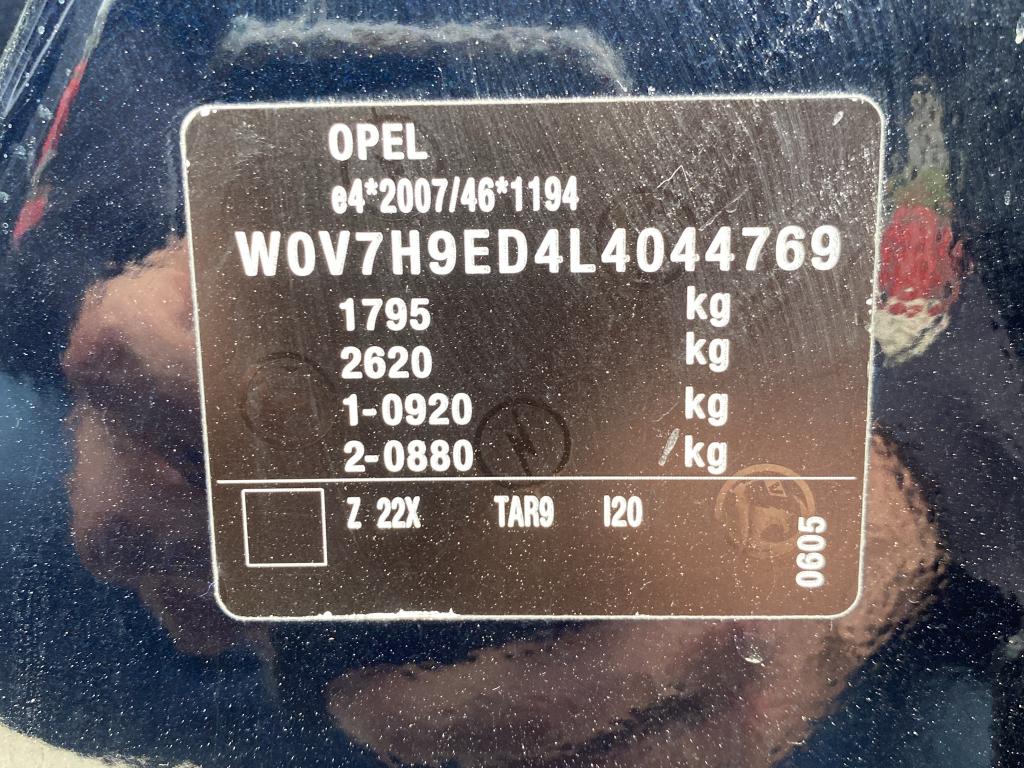 OPEL
e4*2007/46*1194
W0V7H9ED4L4044769
1795 kg
2620 kg
1-0920 kg
2-0880 kg
Z 22X TAR9 I20
0605